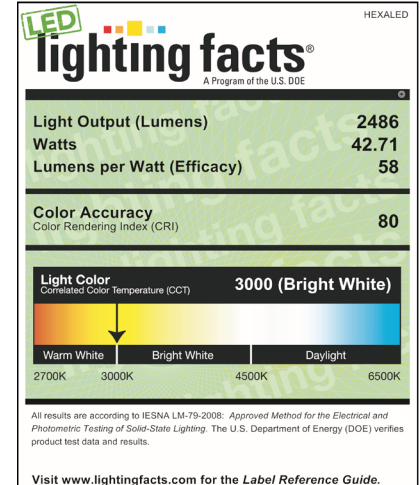 HEXALED
LED
lighting facts®
A Program of the U.S. DOE
Light Output (Lumens) 2486
Watts 42.71
Lumens per Watt (Efficacy) 58
Color Accuracy
Color Rendering Index (CRI) 80
Light Color
Correlated Color Temperature (CCT) 3000 (Bright White)
Warm White Bright White Daylight
2700K 3000K 4500K 6500K
All results are according to IESNA LM-79-2008: Approved Method for the Electrical and
Photometric Testing of Solid-State Lighting. The U.S. Department of Energy (DOE) verifies
product test data and results.
Visit www.lightingfacts.com for the Label Reference Guide.